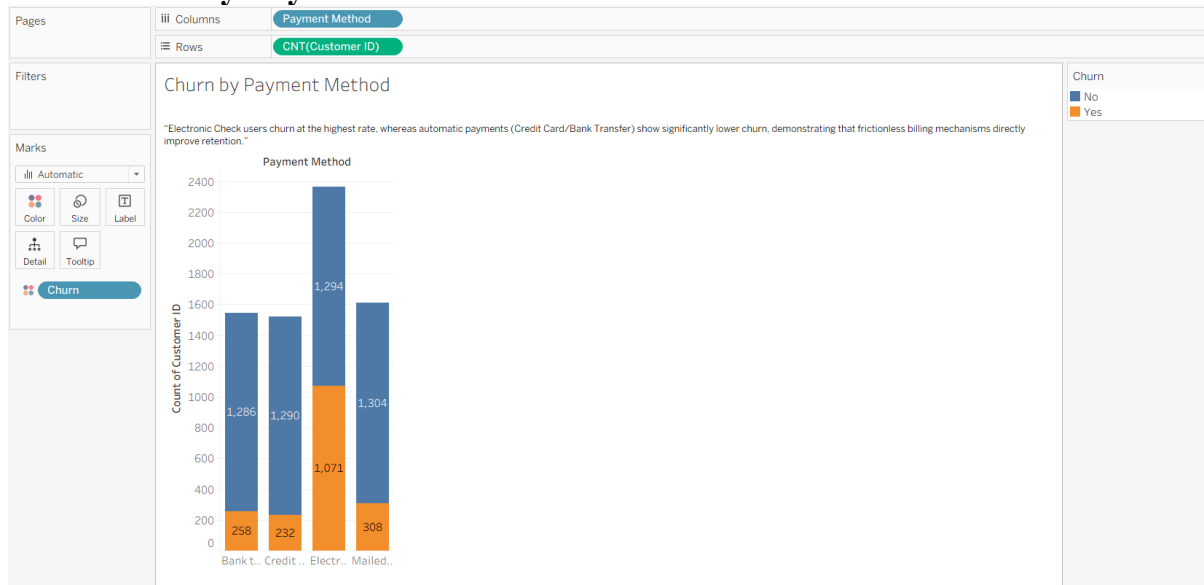 Pages
iii Columns
Payment Method
Rows
CNT(Customer ID)
Filters
Marks
Automatic
Color
Size
Label
Detail
Tooltip
Churn
Churn by Payment Method
"Electronic Check users churn at the highest rate, whereas automatic payments (Credit Card/Bank Transfer) show significantly lower churn, demonstrating that frictionless billing mechanisms directly
improve retention."
Payment Method
Count of Customer ID
2400
2200
2000
1800
1600
1400
1200
1000
800
600
400
200
0
1,286
1,290
1,294
1,304
258
232
1,071
308
Bank t..
Credit ..
Electr..
Mailed..
Churn
No
Yes